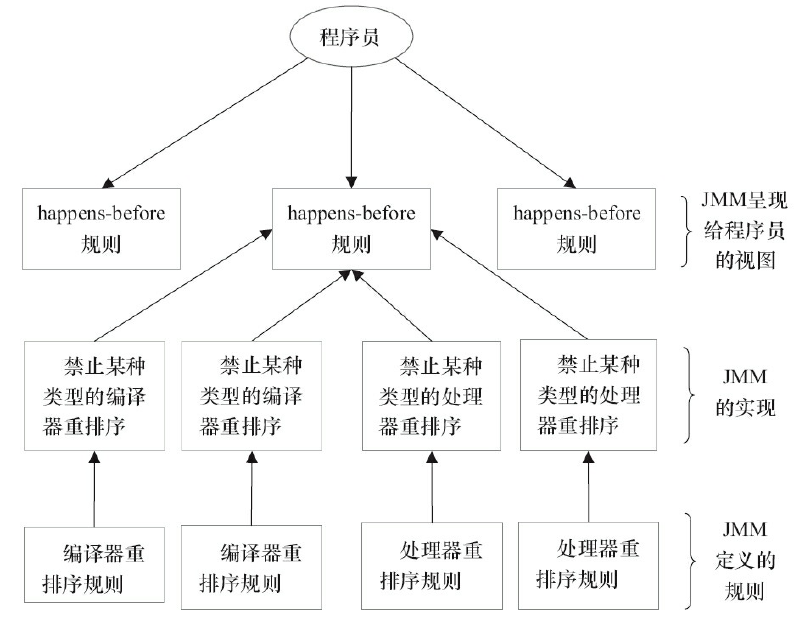 程序员
happens-before
规则
happens-before
规则
happens-before
规则
JMM呈现
给程序员
的视图
禁止某种
类型的编译
器重排序
禁止某种
类型的编译
器重排序
禁止某种
类型的处理
器重排序
禁止某种
类型的处理
器重排序
JMM
的实现
编译器重
排序规则
编译器重
排序规则
处理器重
排序规则
处理器重
排序规则
JMM
定义的
规则